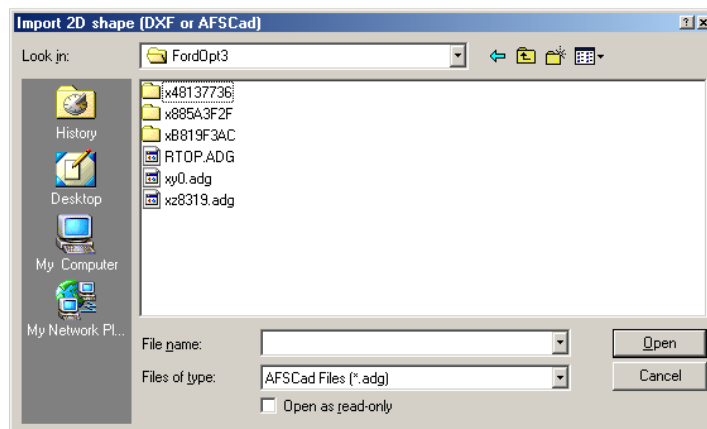 Import 2D shape (DXF or AFSCad)
Look in:
FordOpt3
History
Desktop
My Computer
My Network Pl...
x48137736
x885A3F2F
xB819F3AC
RTOP.ADG
xy0.adg
xz8319.adg
File name:
Open
Files of type:
AFSCad Files (*.adg)
Cancel
Open as read-only